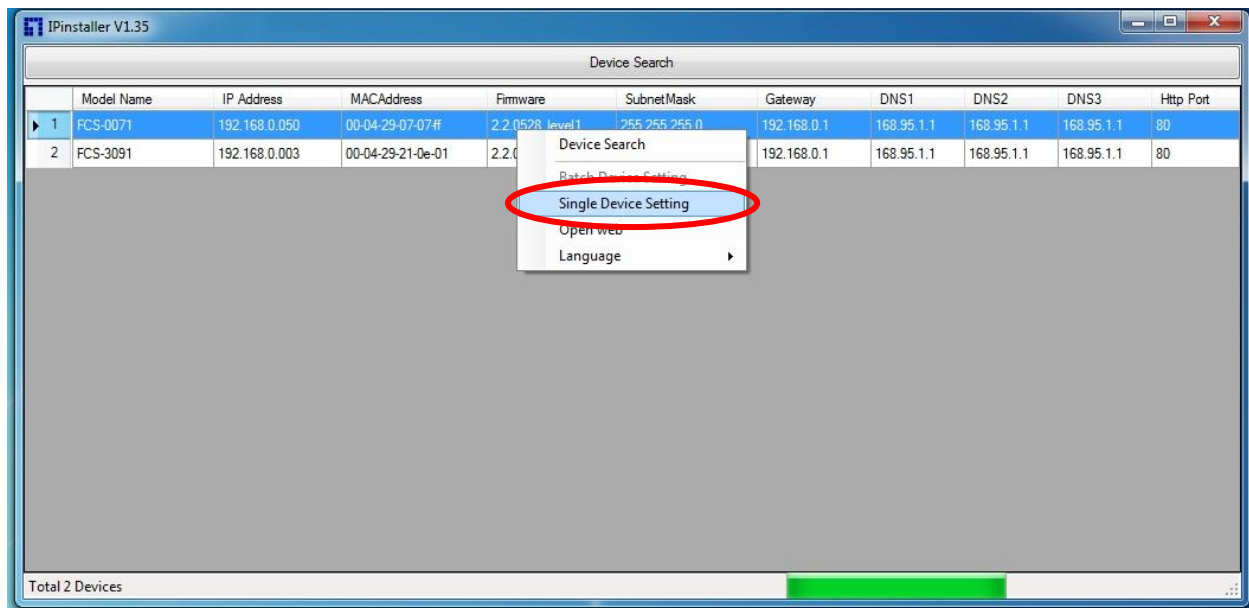 IPinstaller V1.35
Device Search
Model Name IP Address MACAddress Firmware SubnetMask Gateway DNS1 DNS2 DNS3 Http Port
1 FCS-0071 192.168.0.050 00-04-29-07-07-ff 2.2.0528_level1 255.255.255.0 192.168.0.1 168.95.1.1 168.95.1.1 168.95.1.1 80
2 FCS-3091 192.168.0.003 00-04-29-21-0e-01 192.168.0.1 168.95.1.1 168.95.1.1 168.95.1.1 80
Device Search
Batch Device Setting
Single Device Setting
Open web
Language
Total 2 Devices